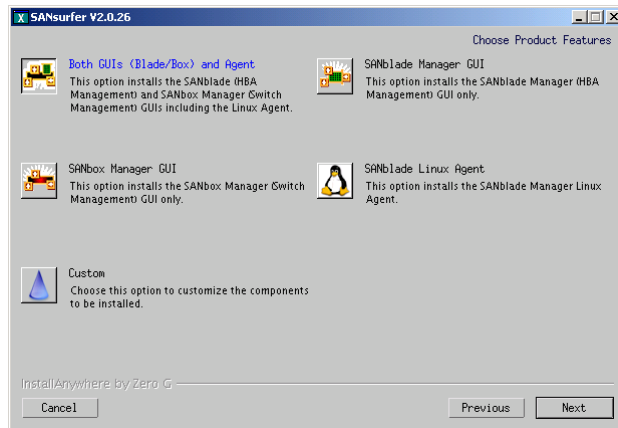 SANsurfer V2.0.26
Choose Product Features
Both GUIs (Blade/Box) and Agent
This option installs the SANblade (HBA
Management) and SANbox Manager (Switch
Management) GUIs including the Linux Agent.
SANblade Manager GUI
This option installs the SANblade Manager (HBA
Management) GUI only.
SANbox Manager GUI
This option installs the SANbox Manager (Switch
Management) GUI only.
SANblade Linux Agent
This option installs the SANblade Manager Linux
Agent.
Custom
Choose this option to customize the components
to be installed.
InstallAnywhere by Zero G
Cancel
Previous
Next